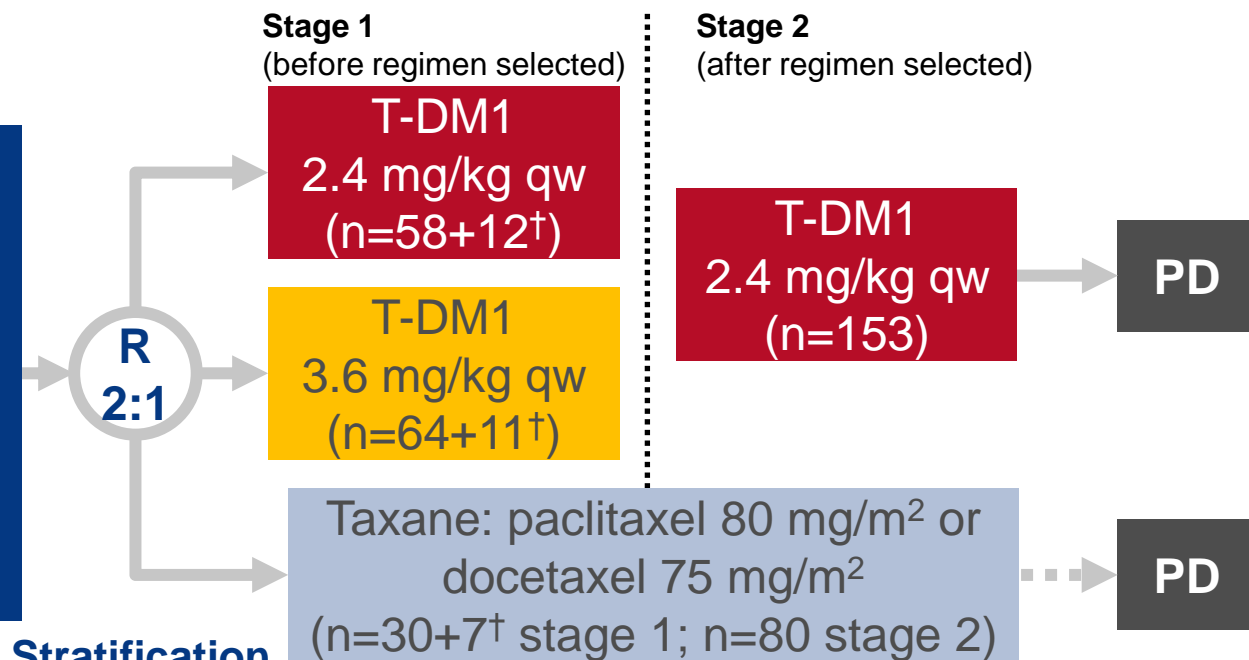 Stage 1
(before regimen selected)
Stage 2
(after regimen selected)
T-DM1
2.4 mg/kg qw
(n=58+12†)
T-DM1
3.6 mg/kg qw
(n=64+11†)
R
2:1
T-DM1
2.4 mg/kg qw
(n=153)
PD
Taxane: paclitaxel 80 mg/m² or
docetaxel 75 mg/m²
(n=30+7† stage 1; n=80 stage 2)
PD
Stratification